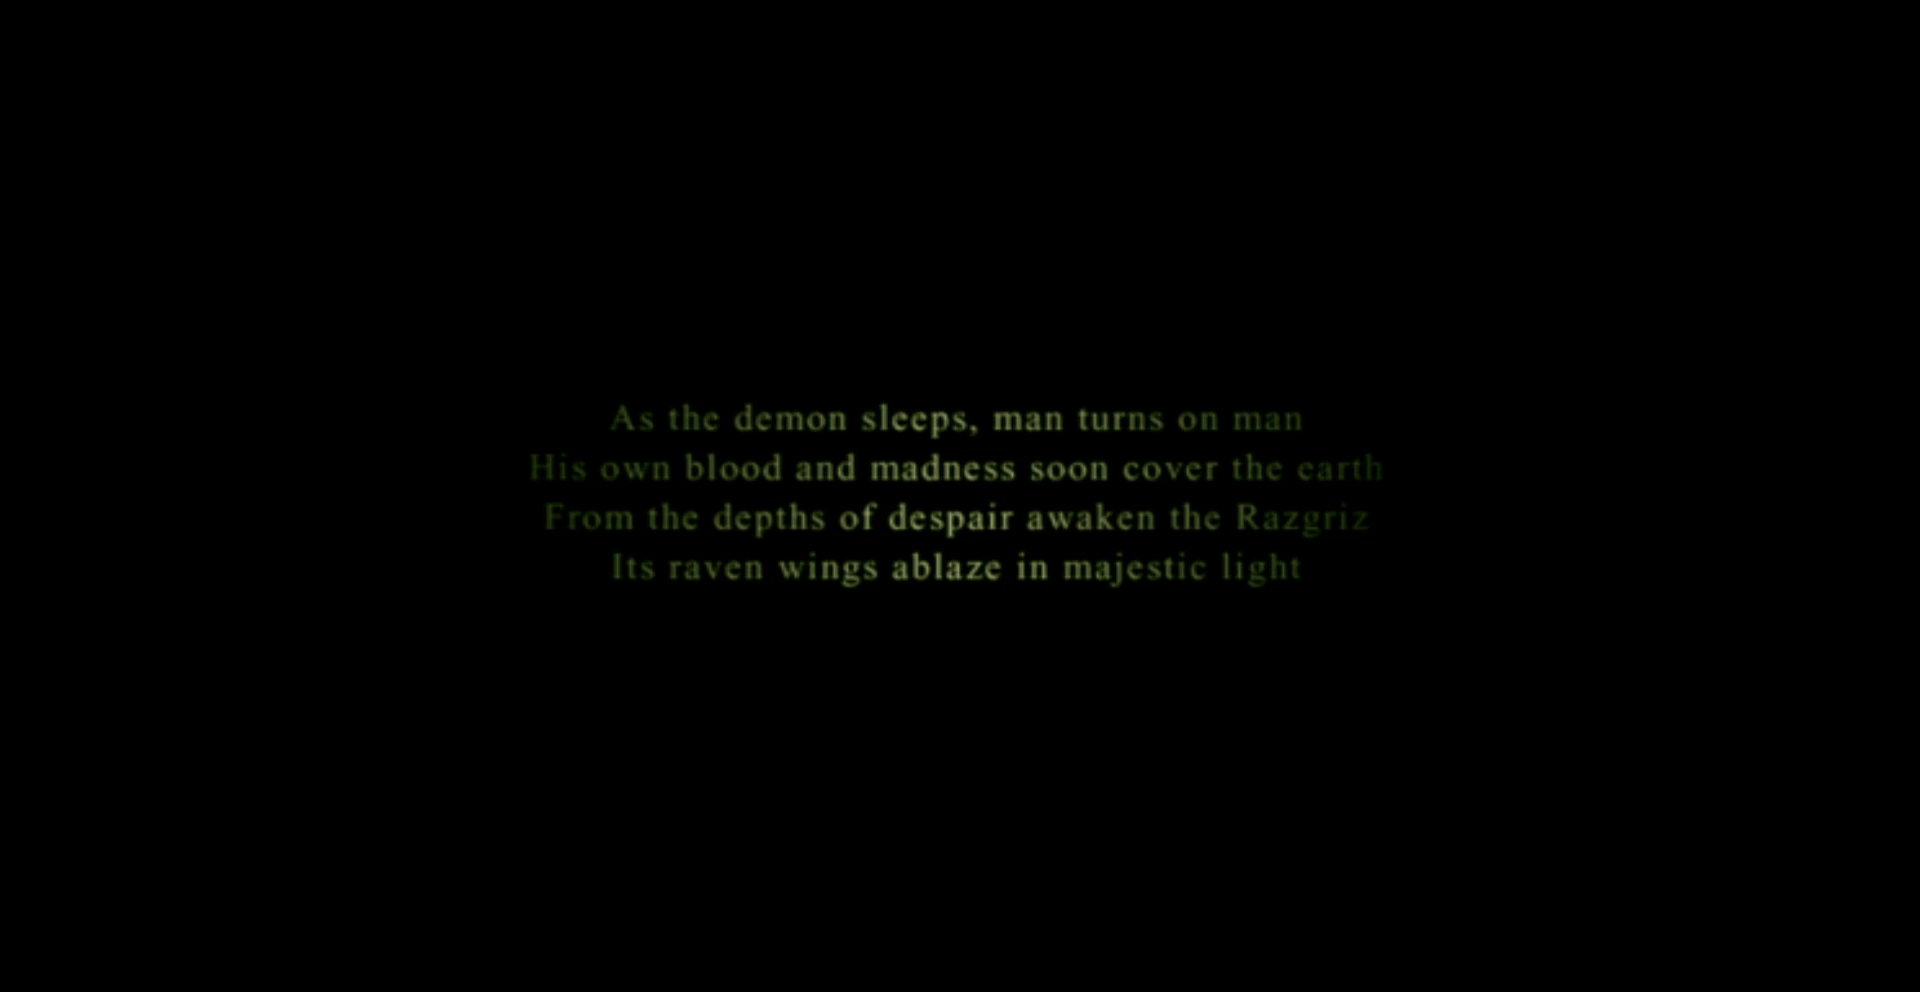 As the demon sleeps, man turns on man
His own blood and madness soon cover the earth
From the depths of despair awaken the Razgriz
Its raven wings ablaze in majestic light